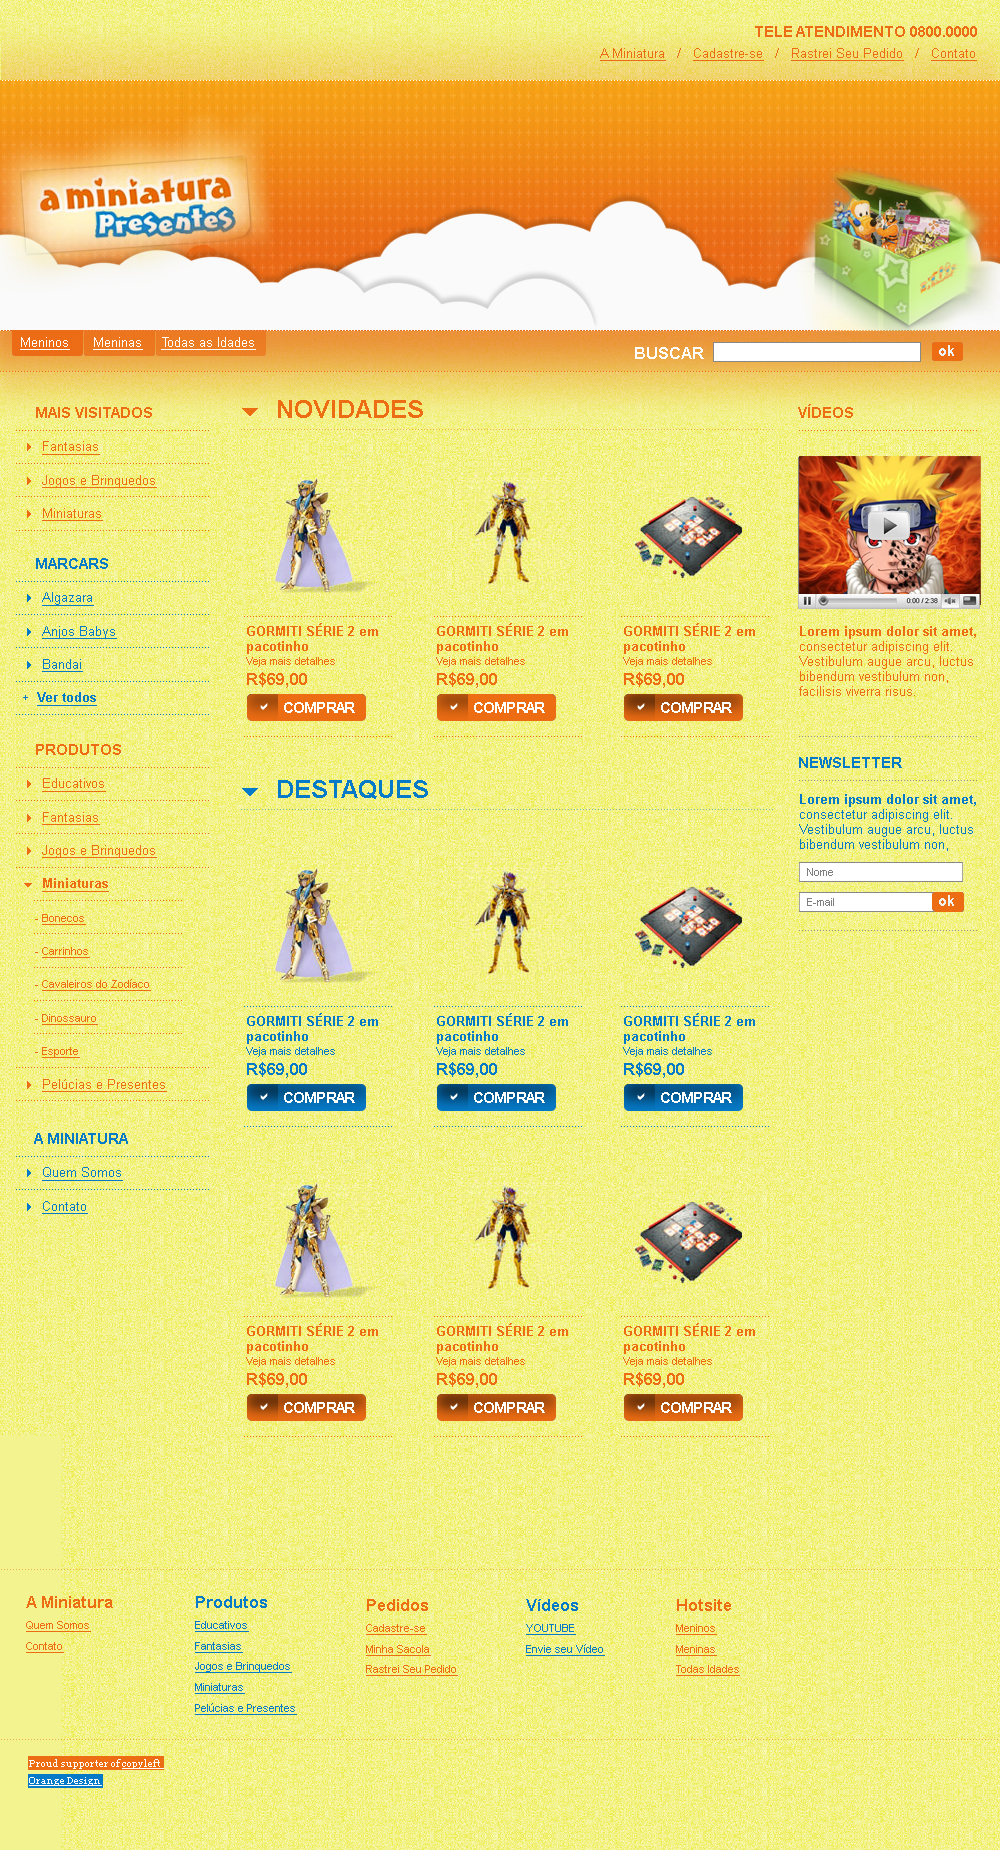 TELE ATENDIMENTO 0800.0000
A Miniatura / Cadastre-se / Rastrei Seu Pedido / Contato
a miniatura
Presentes
Meninos
Meninas
Todas as Idades
BUSCAR
ok
MAIS VISITADOS
Fantasias
Jogos e Brinquedos
Miniaturas
MARCARS
Algazara
Anjos Babys
Bandai
+ Ver todos
PRODUTOS
Educativos
Fantasias
Jogos e Brinquedos
Miniaturas
- Bonecos
- Carrinhos
- Cavaleiros do Zodíaco
- Dinossauro
- Esporte
Pelúcias e Presentes
A MINIATURA
Quem Somos
Contato
NOVIDADES
GORMITI SÉRIE 2 em
pacotinho
Veja mais detalhes
R$69,00
COMPRAR
GORMITI SÉRIE 2 em
pacotinho
Veja mais detalhes
R$69,00
COMPRAR
GORMITI SÉRIE 2 em
pacotinho
Veja mais detalhes
R$69,00
COMPRAR
DESTAQUES
GORMITI SÉRIE 2 em
pacotinho
Veja mais detalhes
R$69,00
COMPRAR
GORMITI SÉRIE 2 em
pacotinho
Veja mais detalhes
R$69,00
COMPRAR
GORMITI SÉRIE 2 em
pacotinho
Veja mais detalhes
R$69,00
COMPRAR
GORMITI SÉRIE 2 em
pacotinho
Veja mais detalhes
R$69,00
COMPRAR
GORMITI SÉRIE 2 em
pacotinho
Veja mais detalhes
R$69,00
COMPRAR
GORMITI SÉRIE 2 em
pacotinho
Veja mais detalhes
R$69,00
COMPRAR
VÍDEOS
0:00 / 2:38
Lorem ipsum dolor sit amet,
consectetur adipiscing elit.
Vestibulum augue arcu, luctus
bibendum vestibulum non,
facilisis viverra risus.
NEWSLETTER
Lorem ipsum dolor sit amet,
consectetur adipiscing elit.
Vestibulum augue arcu, luctus
bibendum vestibulum non,
Nome
E-mail
ok
A Miniatura
Quem Somos
Contato
Produtos
Educativos
Fantasias
Jogos e Brinquedos
Miniaturas
Pelúcias e Presentes
Pedidos
Cadastre-se
Minha Sacola
Rastrei Seu Pedido
Vídeos
YOUTUBE
Envie seu Vídeo
Hotsite
Meninos
Meninas
Todas Idades
Proud supporter of copyleft
Orange Design